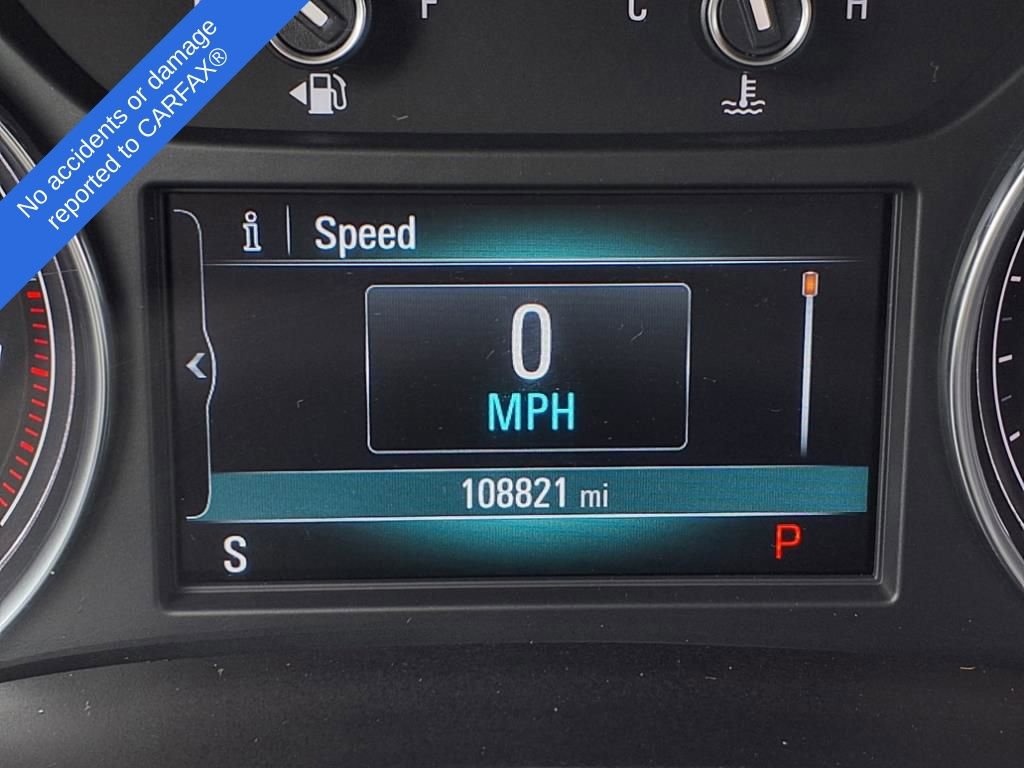 No accidents or damage
reported to CARFAX®
F
C
H
i
Speed
0
MPH
108821 mi
S
P